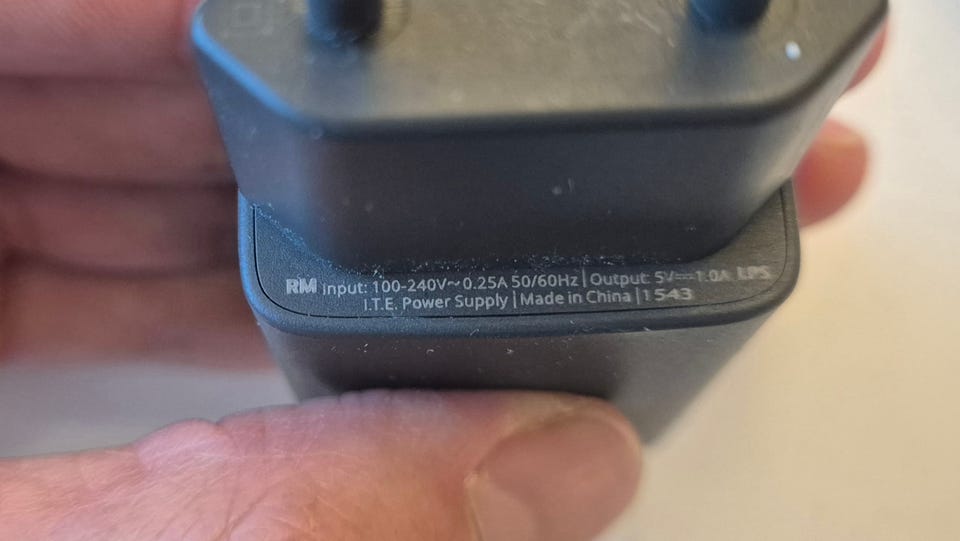 RM Input: 100-240V~0.25A 50/60Hz | Output: 5V⎓1.0A LPS
I.T.E. Power Supply | Made in China | 1543